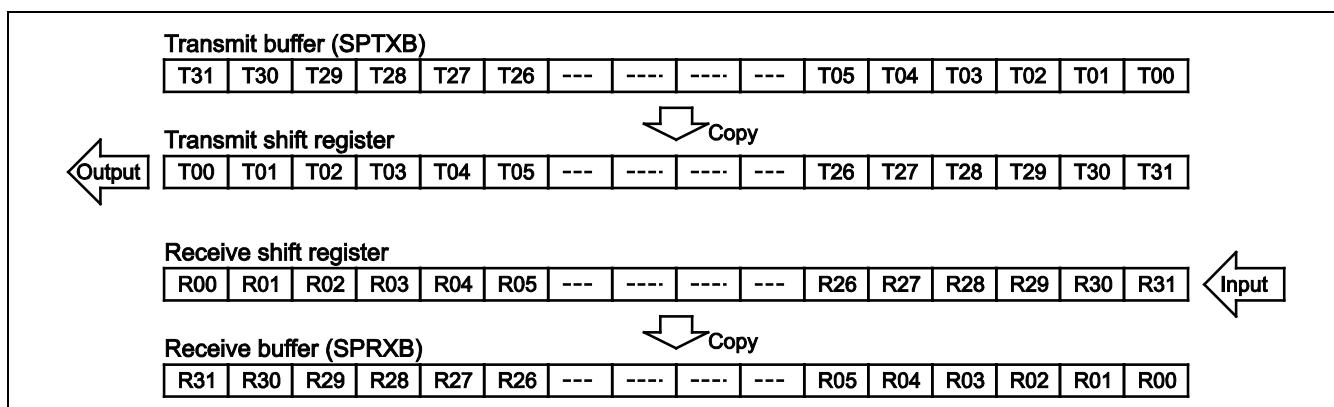 Transmit buffer (SPTXB)
T31 T30 T29 T28 T27 T26 --- ---- ---- --- T05 T04 T03 T02 T01 T00
Copy
Transmit shift register
Output T00 T01 T02 T03 T04 T05 --- ---- ---- --- T26 T27 T28 T29 T30 T31
Receive shift register
R00 R01 R02 R03 R04 R05 --- ---- ---- --- R26 R27 R28 R29 R30 R31 Input
Copy
Receive buffer (SPRXB)
R31 R30 R29 R28 R27 R26 --- ---- ---- --- R05 R04 R03 R02 R01 R00